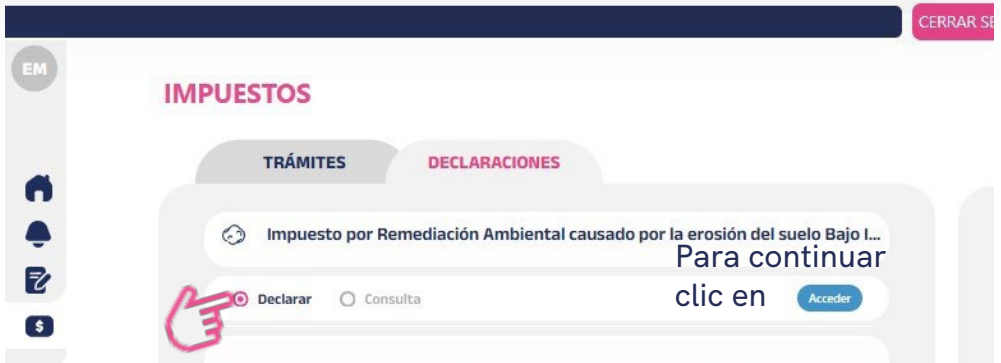 CERRAR SE
EM
IMPUESTOS
TRÁMITES
DECLARACIONES
Impuesto por Remediación Ambiental causado por la erosión del suelo Bajo I...
Para continuar
clic en
Declarar
Consulta
Acceder
$